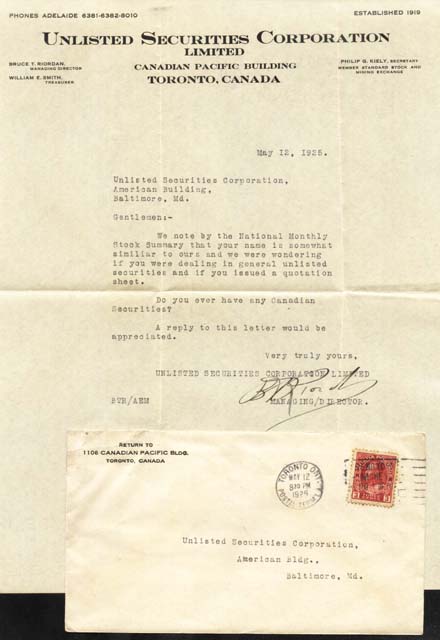 PHONES ADELAIDE 6381-6382-6010
ESTABLISHED 1919
UNLISTED SECURITIES CORPORATION
LIMITED
CANADIAN PACIFIC BUILDING
TORONTO, CANADA
BRUCE T. RIORDAN,
MANAGING DIRECTOR
WILLIAM E. SMITH,
TREASURER
PHILIP G. KIELY, SECRETARY
MEMBER STANDARD STOCK AND
MINING EXCHANGE
May 12, 1925.
Unlisted Securities Corporation,
American Building,
Baltimore, Md.
Gentlemen:-
We note by the National Monthly
Stock Summary that your name is somewhat
similiar to ours and we were wondering
if you were dealing in general unlisted
securities and if you issued a quotation
sheet.
Do you ever have any Canadian
Securities?
A reply to this letter would be
appreciated.
Very truly yours,
UNLISTED SECURITIES CORPORATION LIMITED
BTR/AEM
MANAGING/DIRECTOR.
RETURN TO
1106 CANADIAN PACIFIC BLDG.
TORONTO, CANADA
TORONTO ONT.
MAY 12
PM
1925
3
3
Unlisted Securities Corporation,
American Bldg.,
Baltimore, Md.